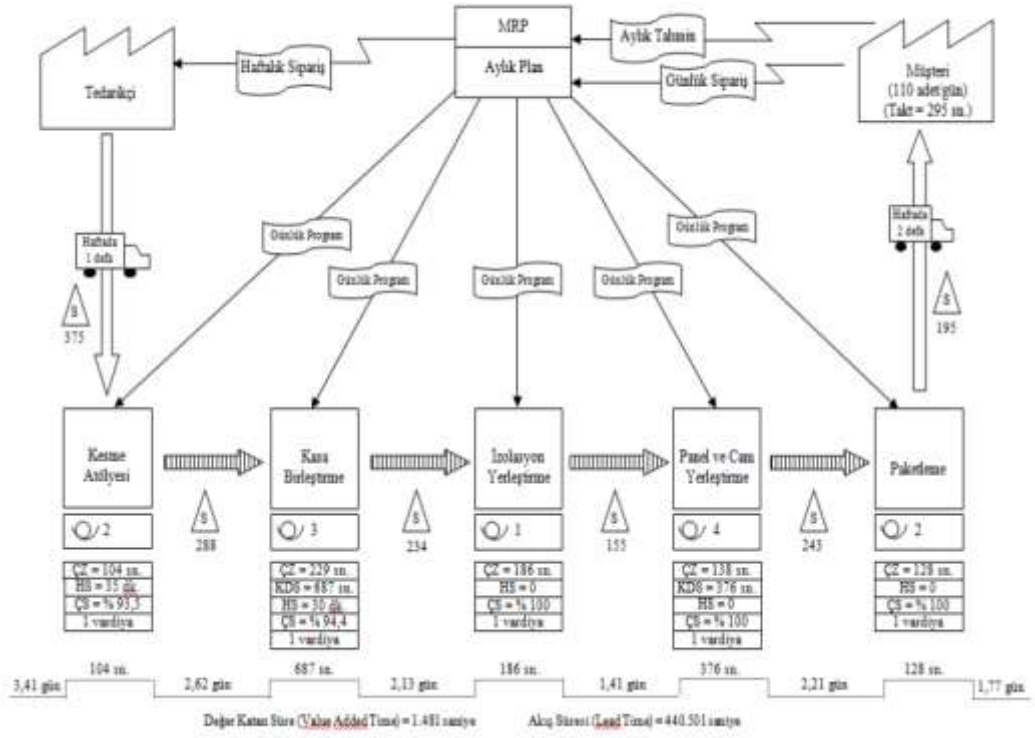 MRP
Aylık Plan
Aylık Tahmin
Günlük Sipariş
Haftalık Sipariş
Tedarikçi
Müşteri
(110 adet/gün)
(Takt = 295 sn.)
Haftada
1 defa
Haftada
2 defa
S
375
S
195
Günlük Program
Günlük Program
Günlük Program
Günlük Program
Günlük Program
Kesme
Atölyesi
Kasa
Birleştirme
İzolasyon
Yerleştirme
Panel ve Cam
Yerleştirme
Paketleme
S
288
S
234
S
155
S
243
2
3
1
4
2
ÇZ = 104 sn.
HS = 35 dk.
ÇS = % 93,5
1 vardiya
ÇZ = 229 sn.
KDS = 687 sn.
HS = 30 dk.
ÇS = % 94,4
1 vardiya
ÇZ = 186 sn.
HS = 0
ÇS = % 100
1 vardiya
ÇZ = 138 sn.
KDS = 376 sn.
HS = 0
ÇS = % 100
1 vardiya
ÇZ = 128 sn.
HS = 0
ÇS = % 100
1 vardiya
3,41 gün
104 sn.
2,62 gün
687 sn.
2,13 gün
186 sn.
1,41 gün
376 sn.
2,21 gün
128 sn.
1,77 gün
Değer Katan Süre (Value Added Time) = 1.481 saniye
Akış Süresi (Lead Time) = 440.501 saniye